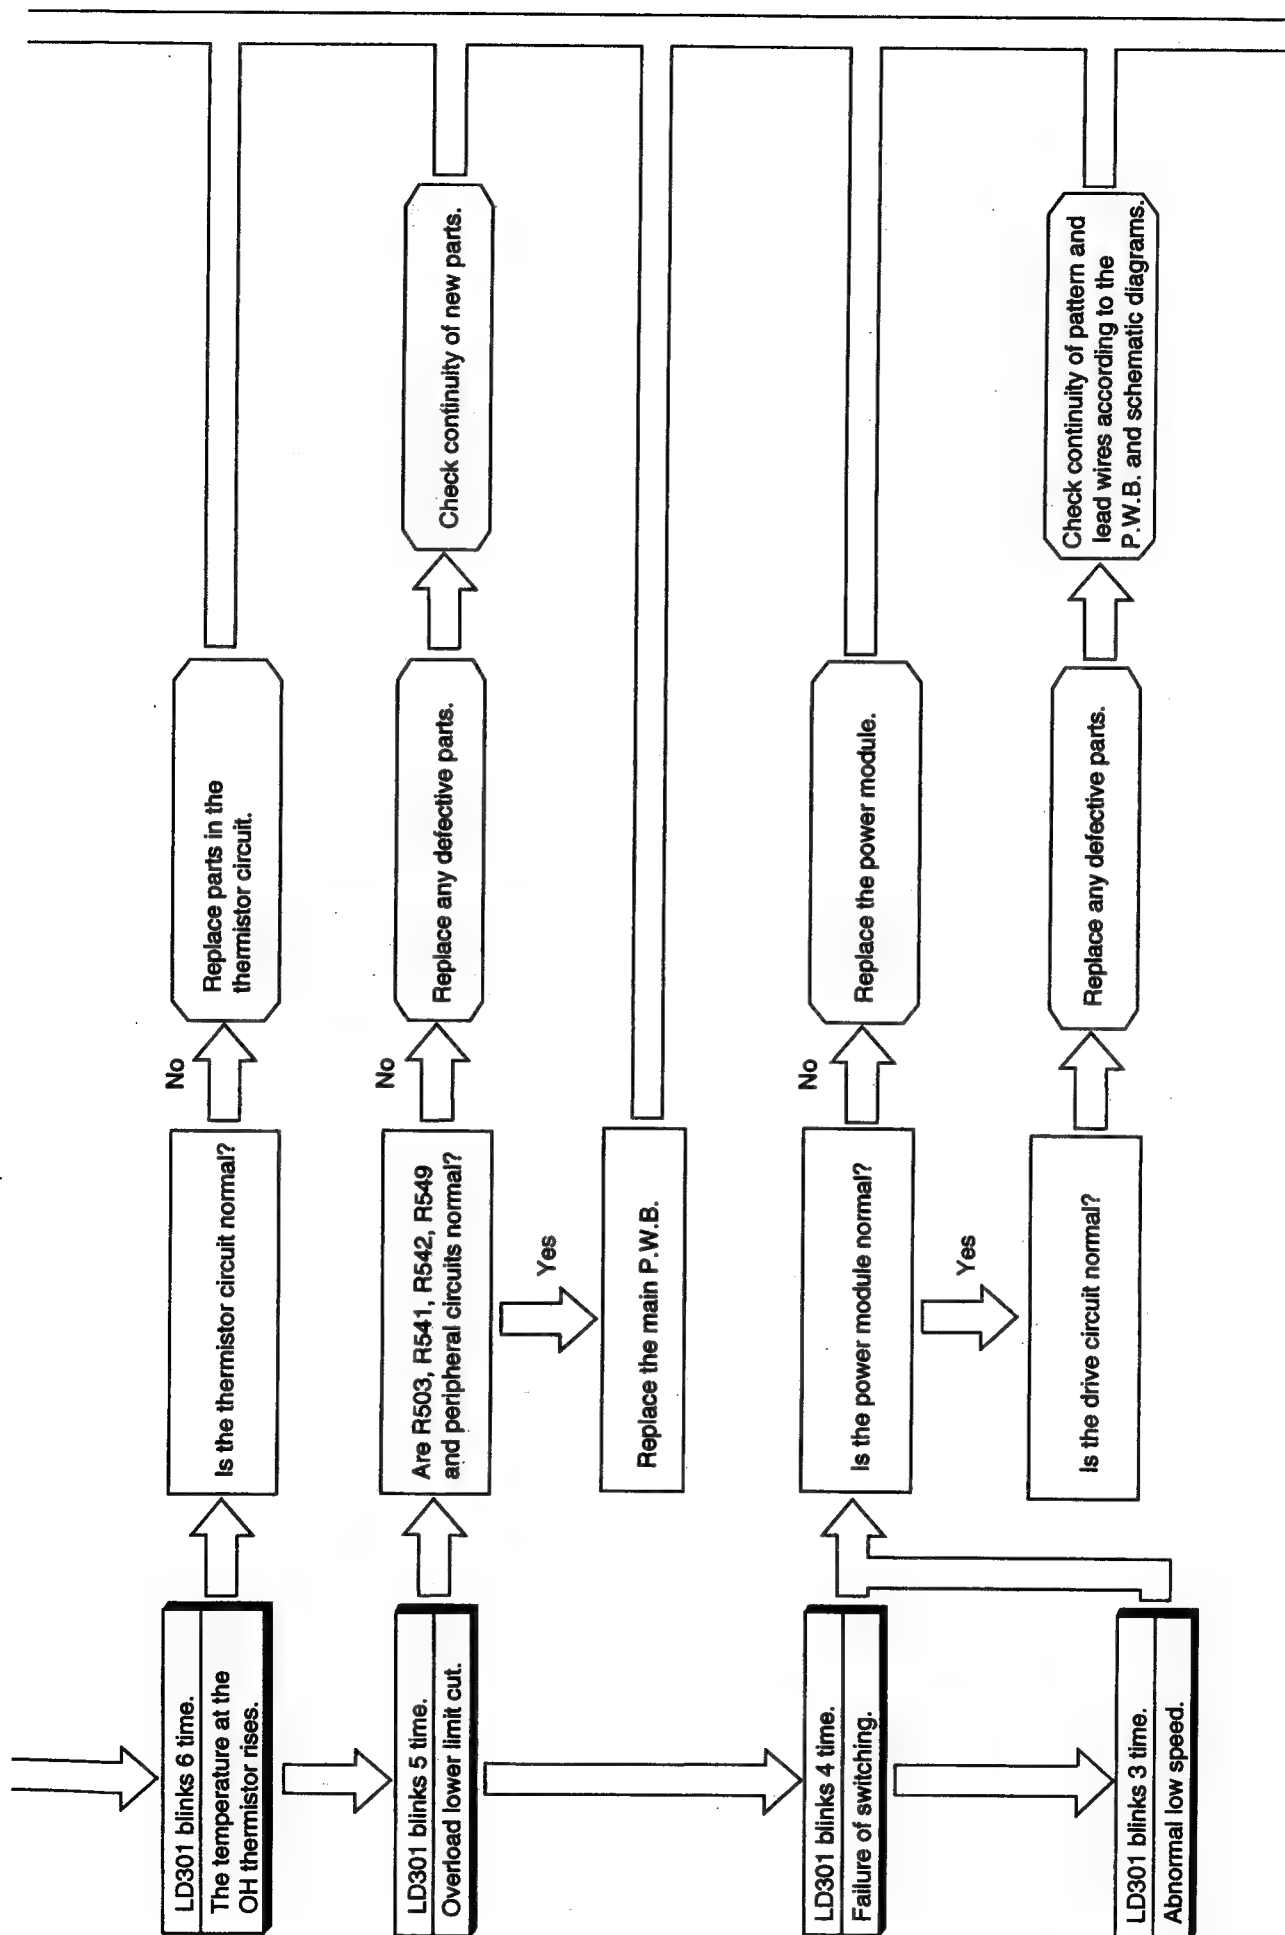 LD301 blinks 6 time.
The temperature at the
OH thermistor rises.
Is the thermistor circuit normal?
No
Replace parts in the
thermistor circuit.
LD301 blinks 5 time.
Overload lower limit cut.
Are R503, R541, R542, R549
and peripheral circuits normal?
No
Replace any defective parts.
Check continuity of new parts.
Yes
Replace the main P.W.B.
LD301 blinks 4 time.
Failure of switching.
Is the power module normal?
No
Replace the power module.
Yes
LD301 blinks 3 time.
Abnormal low speed.
Is the drive circuit normal?
Replace any defective parts.
Check continuity of pattern and
lead wires according to the
P.W.B. and schematic diagrams.